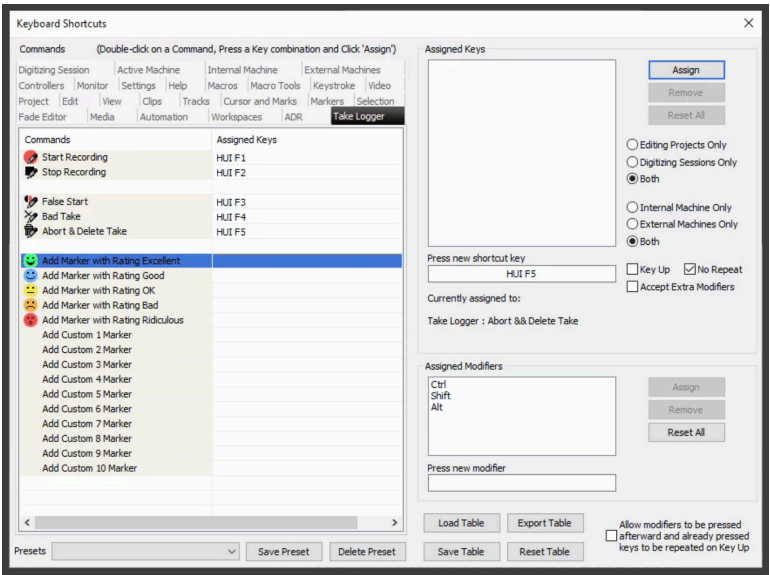 Keyboard Shortcuts
Commands (Double-click on a Command, Press a Key combination and Click 'Assign')
Digitizing Session Active Machine Internal Machine External Machines
Controllers Monitor Settings Help Macros Macro Tools Keystroke Video
Project Edit View Clips Tracks Cursor and Marks Markers Selection
Fade Editor Media Automation Workspaces ADR Take Logger
Commands Assigned Keys
Start Recording HUI F1
Stop Recording HUI F2
False Start HUI F3
Bad Take HUI F4
Abort & Delete Take HUI F5
Add Marker with Rating Excellent
Add Marker with Rating Good
Add Marker with Rating OK
Add Marker with Rating Bad
Add Marker with Rating Ridiculous
Add Custom 1 Marker
Add Custom 2 Marker
Add Custom 3 Marker
Add Custom 4 Marker
Add Custom 5 Marker
Add Custom 6 Marker
Add Custom 7 Marker
Add Custom 8 Marker
Add Custom 9 Marker
Add Custom 10 Marker
Presets Save Preset Delete Preset
Assigned Keys
Assign
Remove
Reset All
Editing Projects Only
Digitizing Sessions Only
Both
Internal Machine Only
External Machines Only
Both
Press new shortcut key
HUI F5
Key Up No Repeat
Accept Extra Modifiers
Currently assigned to:
Take Logger : Abort && Delete Take
Assigned Modifiers
Ctrl
Shift
Alt
Assign
Remove
Reset All
Press new modifier
Load Table Export Table
Save Table Reset Table
Allow modifiers to be pressed
afterward and already pressed
keys to be repeated on Key Up